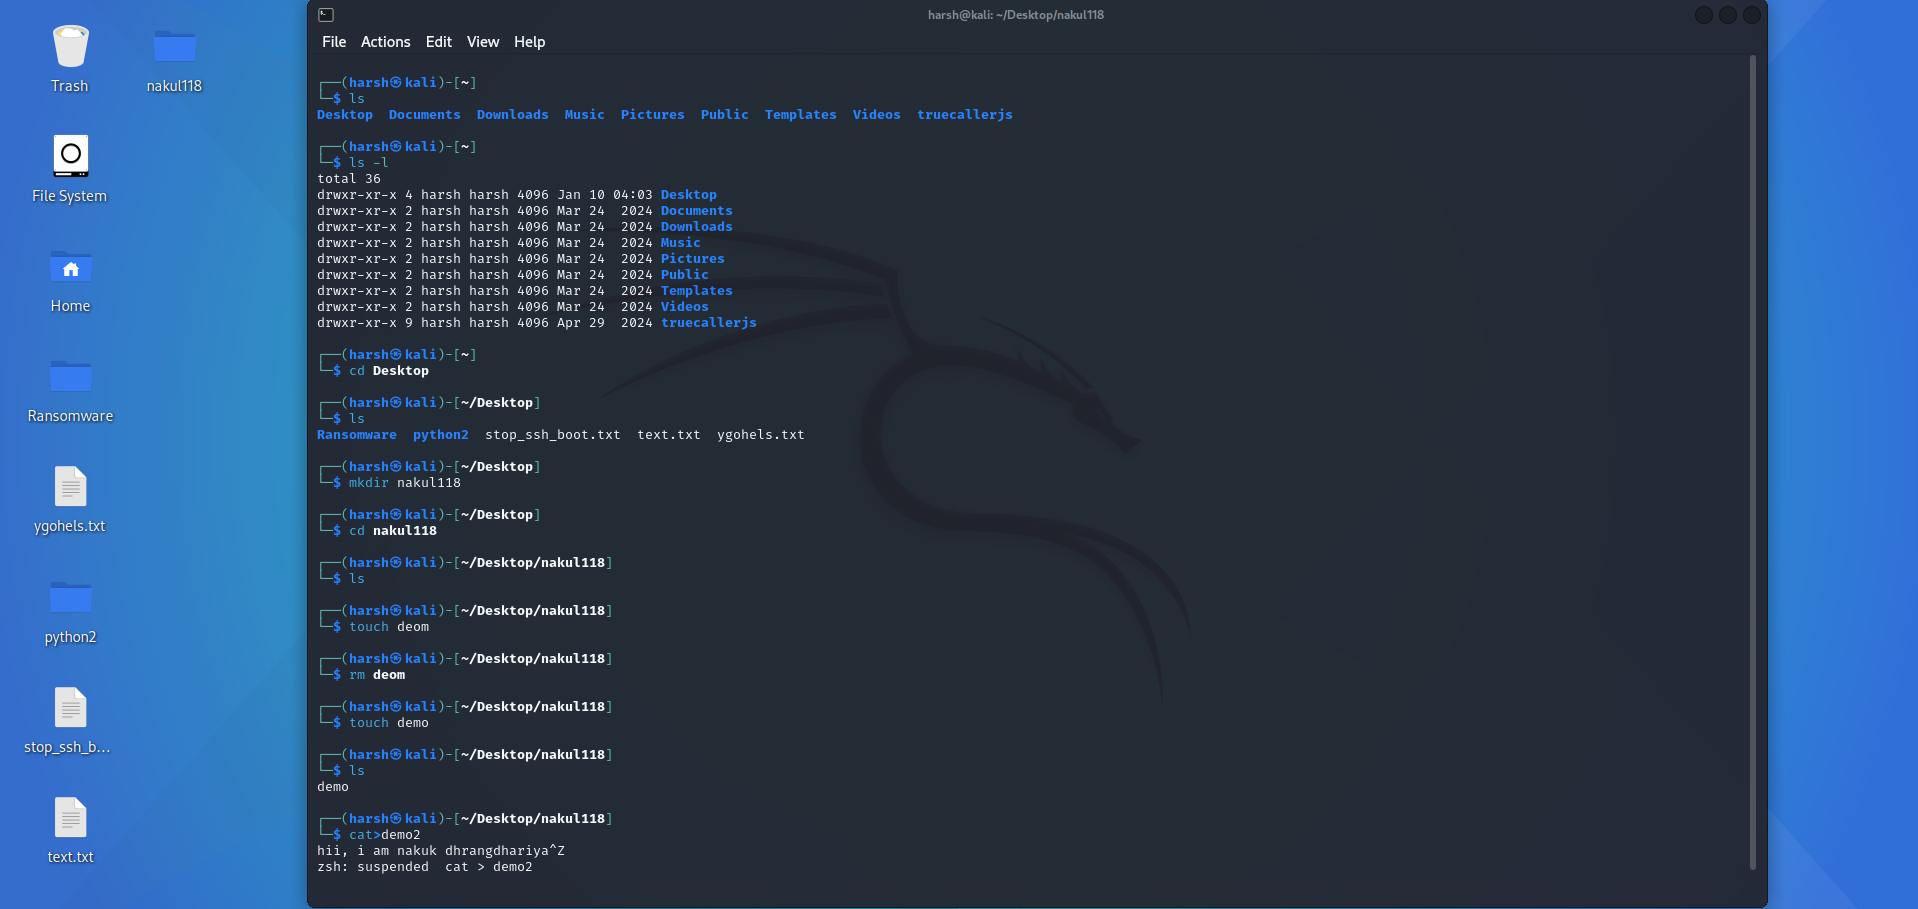 Trash
nakul118
File System
Home
Ransomware
ygohels.txt
python2
stop_ssh_b...
text.txt
harsh@kali: ~/Desktop/nakul118
File Actions Edit View Help
┌──(harsh㉿kali)-[~]
└─$ ls
Desktop Documents Downloads Music Pictures Public Templates Videos truecallerjs
┌──(harsh㉿kali)-[~]
└─$ ls -l
total 36
drwxr-xr-x 4 harsh harsh 4096 Jan 10 04:03 Desktop
drwxr-xr-x 2 harsh harsh 4096 Mar 24  2024 Documents
drwxr-xr-x 2 harsh harsh 4096 Mar 24  2024 Downloads
drwxr-xr-x 2 harsh harsh 4096 Mar 24  2024 Music
drwxr-xr-x 2 harsh harsh 4096 Mar 24  2024 Pictures
drwxr-xr-x 2 harsh harsh 4096 Mar 24  2024 Public
drwxr-xr-x 2 harsh harsh 4096 Mar 24  2024 Templates
drwxr-xr-x 2 harsh harsh 4096 Mar 24  2024 Videos
drwxr-xr-x 9 harsh harsh 4096 Apr 29  2024 truecallerjs
┌──(harsh㉿kali)-[~]
└─$ cd Desktop
┌──(harsh㉿kali)-[~/Desktop]
└─$ ls
Ransomware python2 stop_ssh_boot.txt text.txt ygohels.txt
┌──(harsh㉿kali)-[~/Desktop]
└─$ mkdir nakul118
┌──(harsh㉿kali)-[~/Desktop]
└─$ cd nakul118
┌──(harsh㉿kali)-[~/Desktop/nakul118]
└─$ ls
┌──(harsh㉿kali)-[~/Desktop/nakul118]
└─$ touch deom
┌──(harsh㉿kali)-[~/Desktop/nakul118]
└─$ rm deom
┌──(harsh㉿kali)-[~/Desktop/nakul118]
└─$ touch demo
┌──(harsh㉿kali)-[~/Desktop/nakul118]
└─$ ls
demo
┌──(harsh㉿kali)-[~/Desktop/nakul118]
└─$ cat>demo2
hii, i am nakuk dhrangdhariya^Z
zsh: suspended  cat > demo2